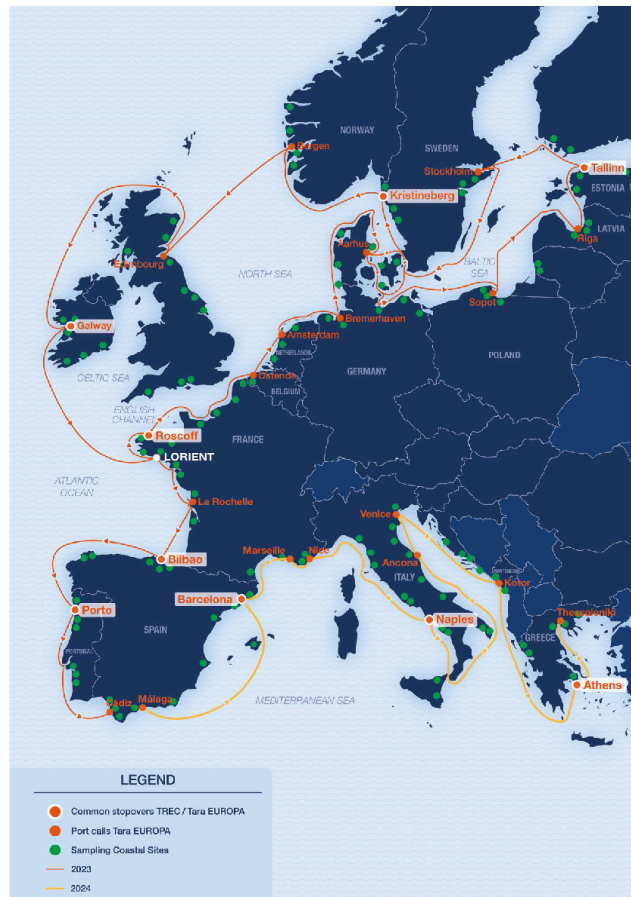 NORWAY
Bergen
SWEDEN
Stockholm
Tallinn
ESTONIA
Kristineberg
LATVIA
Riga
Aarhus
NORTH SEA
BALTIC
SEA
Sopot
Galway
Bremerhaven
Amsterdam
NETHERLANDS
POLAND
CELTIC SEA
Ostende
GERMANY
BELGIUM
ENGLISH
CHANNEL
Roscoff
FRANCE
LORIENT
ATLANTIC
OCEAN
La Rochelle
Venice
Bilbao
Marseille
Nice
Ancona
ITALY
Kotor
Barcelona
Porto
SPAIN
Naples
Thessaloniki
GREECE
PORTUGAL
Athens
Cádiz
Málaga
MEDITERRANEAN SEA
LEGEND
Common stopovers TREC / Tara EUROPA
Port calls Tara EUROPA
Sampling Coastal Sites
2023
2024